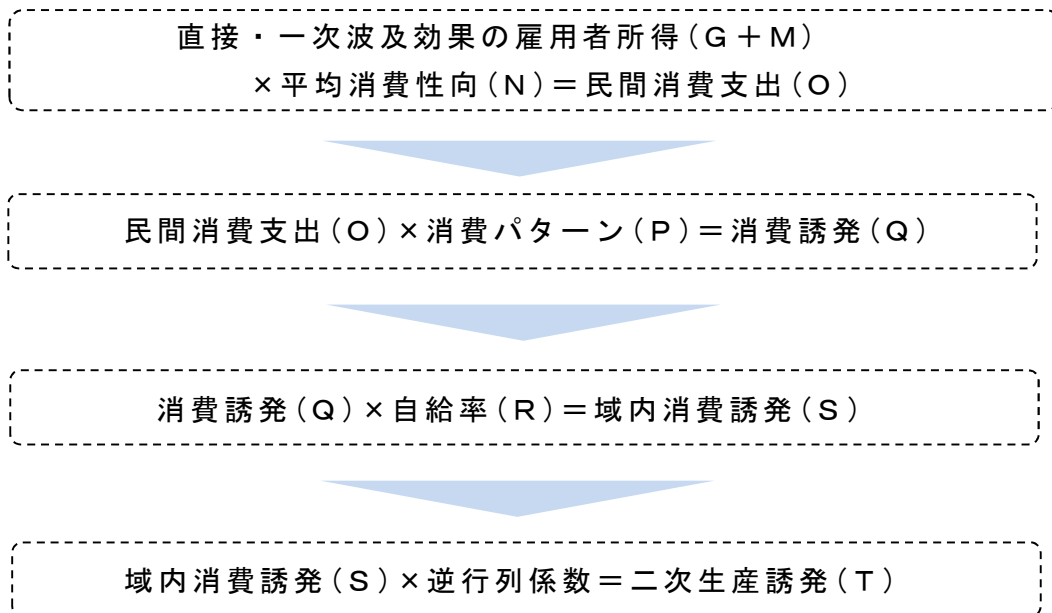 直接・一次波及効果の雇用者所得(G+M)
×平均消費性向(N)=民間消費支出(O)
民間消費支出(O)×消費パターン(P)=消費誘発(Q)
消費誘発(Q)×自給率(R)=域内消費誘発(S)
域内消費誘発(S)×逆行列係数=二次生産誘発(T)